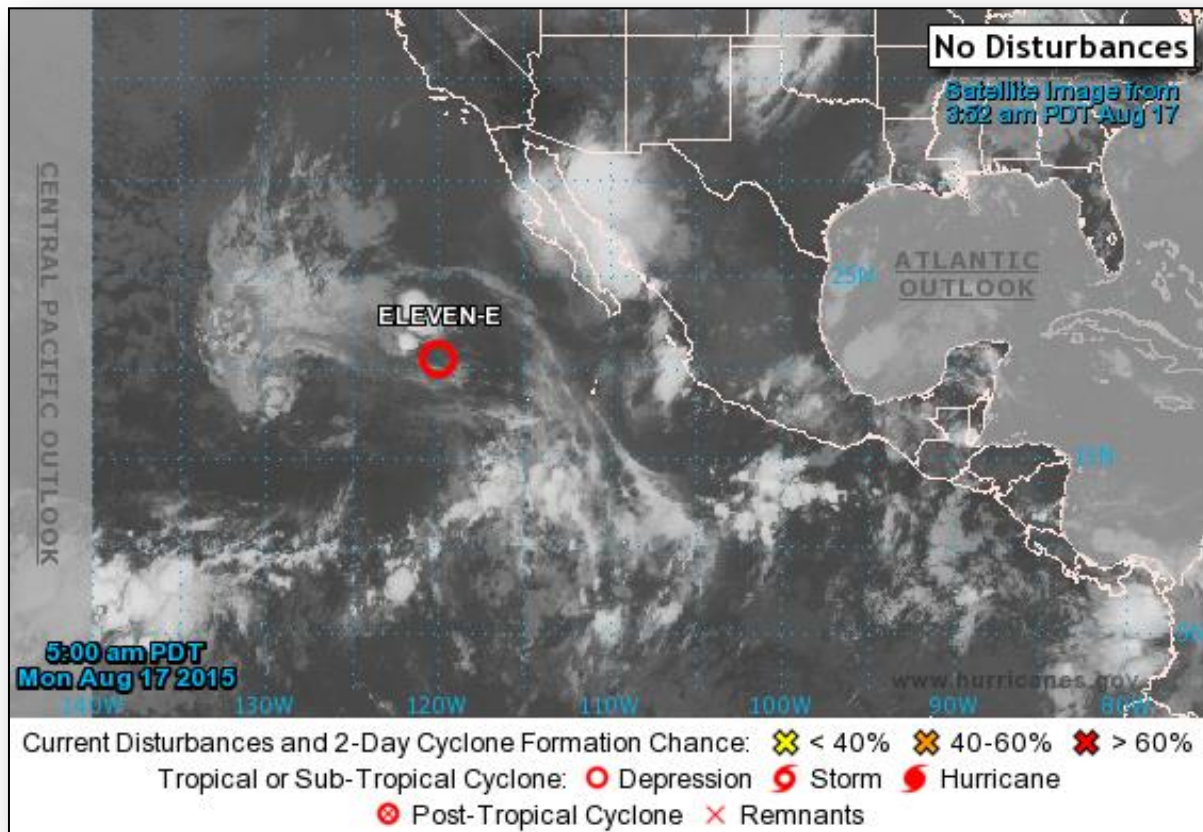 No Disturbances
Satellite Image from
3:52 am PDT Aug 17
CENTRAL PACIFIC OUTLOOK
25N
ATLANTIC
OUTLOOK
ELEVEN-E
15N
5:00 am PDT
Mon Aug 17 2015
www.hurricanes.gov
140W 130W 120W 110W 100W 90W 80W
Current Disturbances and 2-Day Cyclone Formation Chance: < 40% 40-60% > 60%
Tropical or Sub-Tropical Cyclone: Depression Storm Hurricane
Post-Tropical Cyclone Remnants